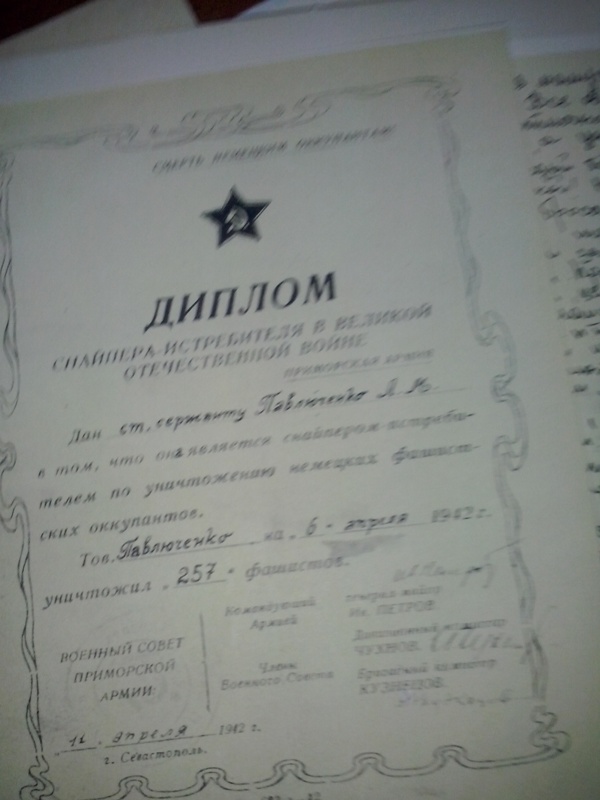 СМЕРТЬ НЕМЕЦКИМ ОККУПАНТАМ!
ДИПЛОМ
СНАЙПЕРА-ИСТРЕБИТЕЛЯ В ВЕЛИКОЙ
ОТЕЧЕСТВЕННОЙ ВОЙНЕ
ПРИМОРСКАЯ АРМИЯ
Дан ст. сержанту Павлюченко Л. М.
в том, что она является снайпером-истреби-
телем по уничтожению немецких фашист-
ских оккупантов.
Тов. Павлюченко на „6" апреля 1942 г.
уничтожил „257" фашистов.
ВОЕННЫЙ СОВЕТ
ПРИМОРСКОЙ
АРМИИ:
Командующий
Армией
генерал-майор
Ив. ПЕТРОВ.
Член
Военного Совета
Дивизионный комиссар
ЧУХНОВ.
Бригадный комиссар
КУЗНЕЦОВ.
апреля 1942 г.
г. Севастополь.